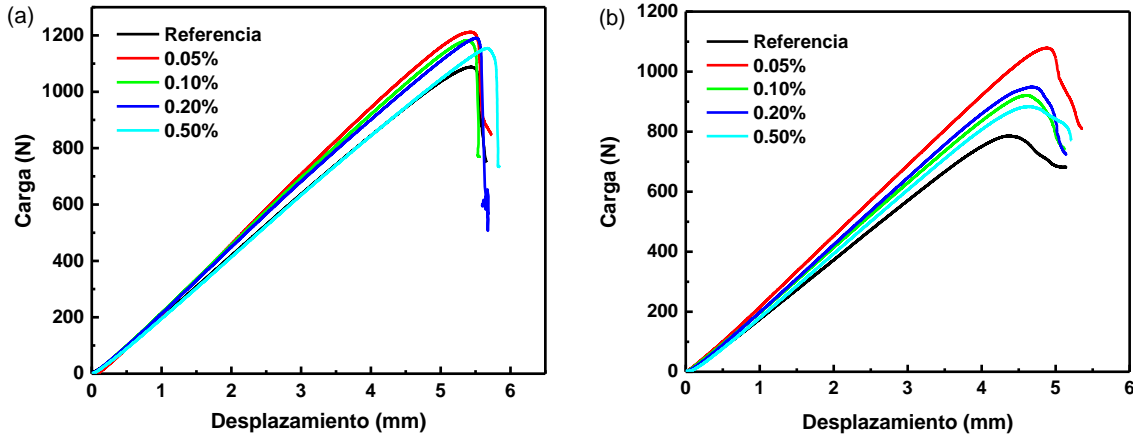 (a)
1200
1000
800
600
400
200
0
Carga (N)
Referencia
0.05%
0.10%
0.20%
0.50%
0 1 2 3 4 5 6
Desplazamiento (mm)
(b)
1200
1000
800
600
400
200
0
Carga (N)
Referencia
0.05%
0.10%
0.20%
0.50%
0 1 2 3 4 5 6
Desplazamiento (mm)